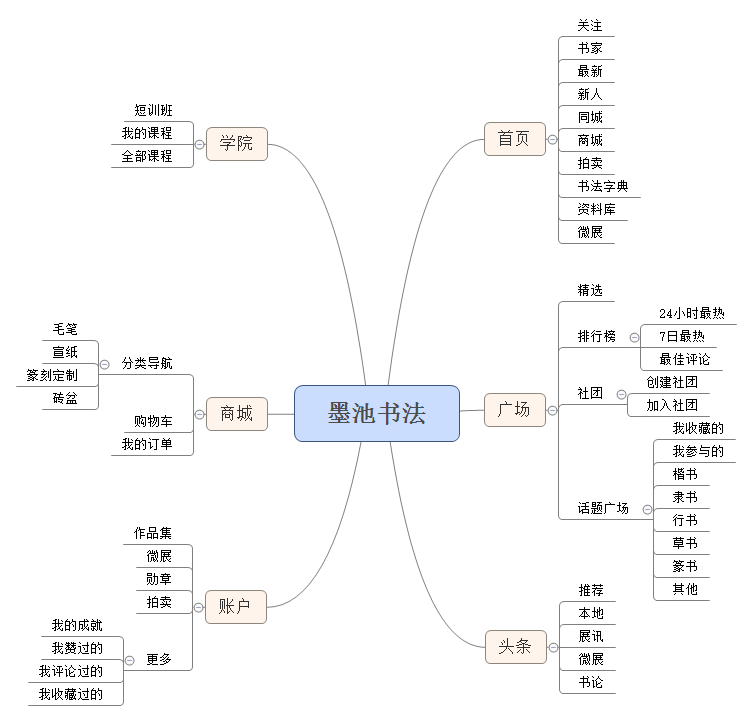 墨池书法
首页
关注
书家
最新
新人
同城
商城
拍卖
书法字典
资料库
微展
广场
精选
排行榜
24小时最热
7日最热
最佳评论
社团
创建社团
加入社团
话题广场
我收藏的
我参与的
楷书
隶书
行书
草书
篆书
其他
头条
推荐
本地
展讯
微展
书论
学院
短训班
我的课程
全部课程
商城
分类导航
毛笔
宣纸
篆刻定制
砖盆
购物车
我的订单
账户
作品集
微展
勋章
拍卖
更多
我的成就
我赞过的
我评论过的
我收藏过的